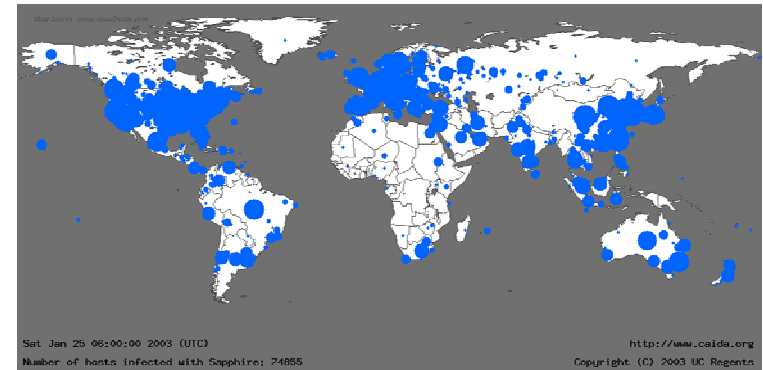 Sat Jan 25 06:00:00 2003 (UTC)
http://www.caida.org
Number of hosts infected with Sapphire: 74855
Copyright (C) 2003 UC Regents